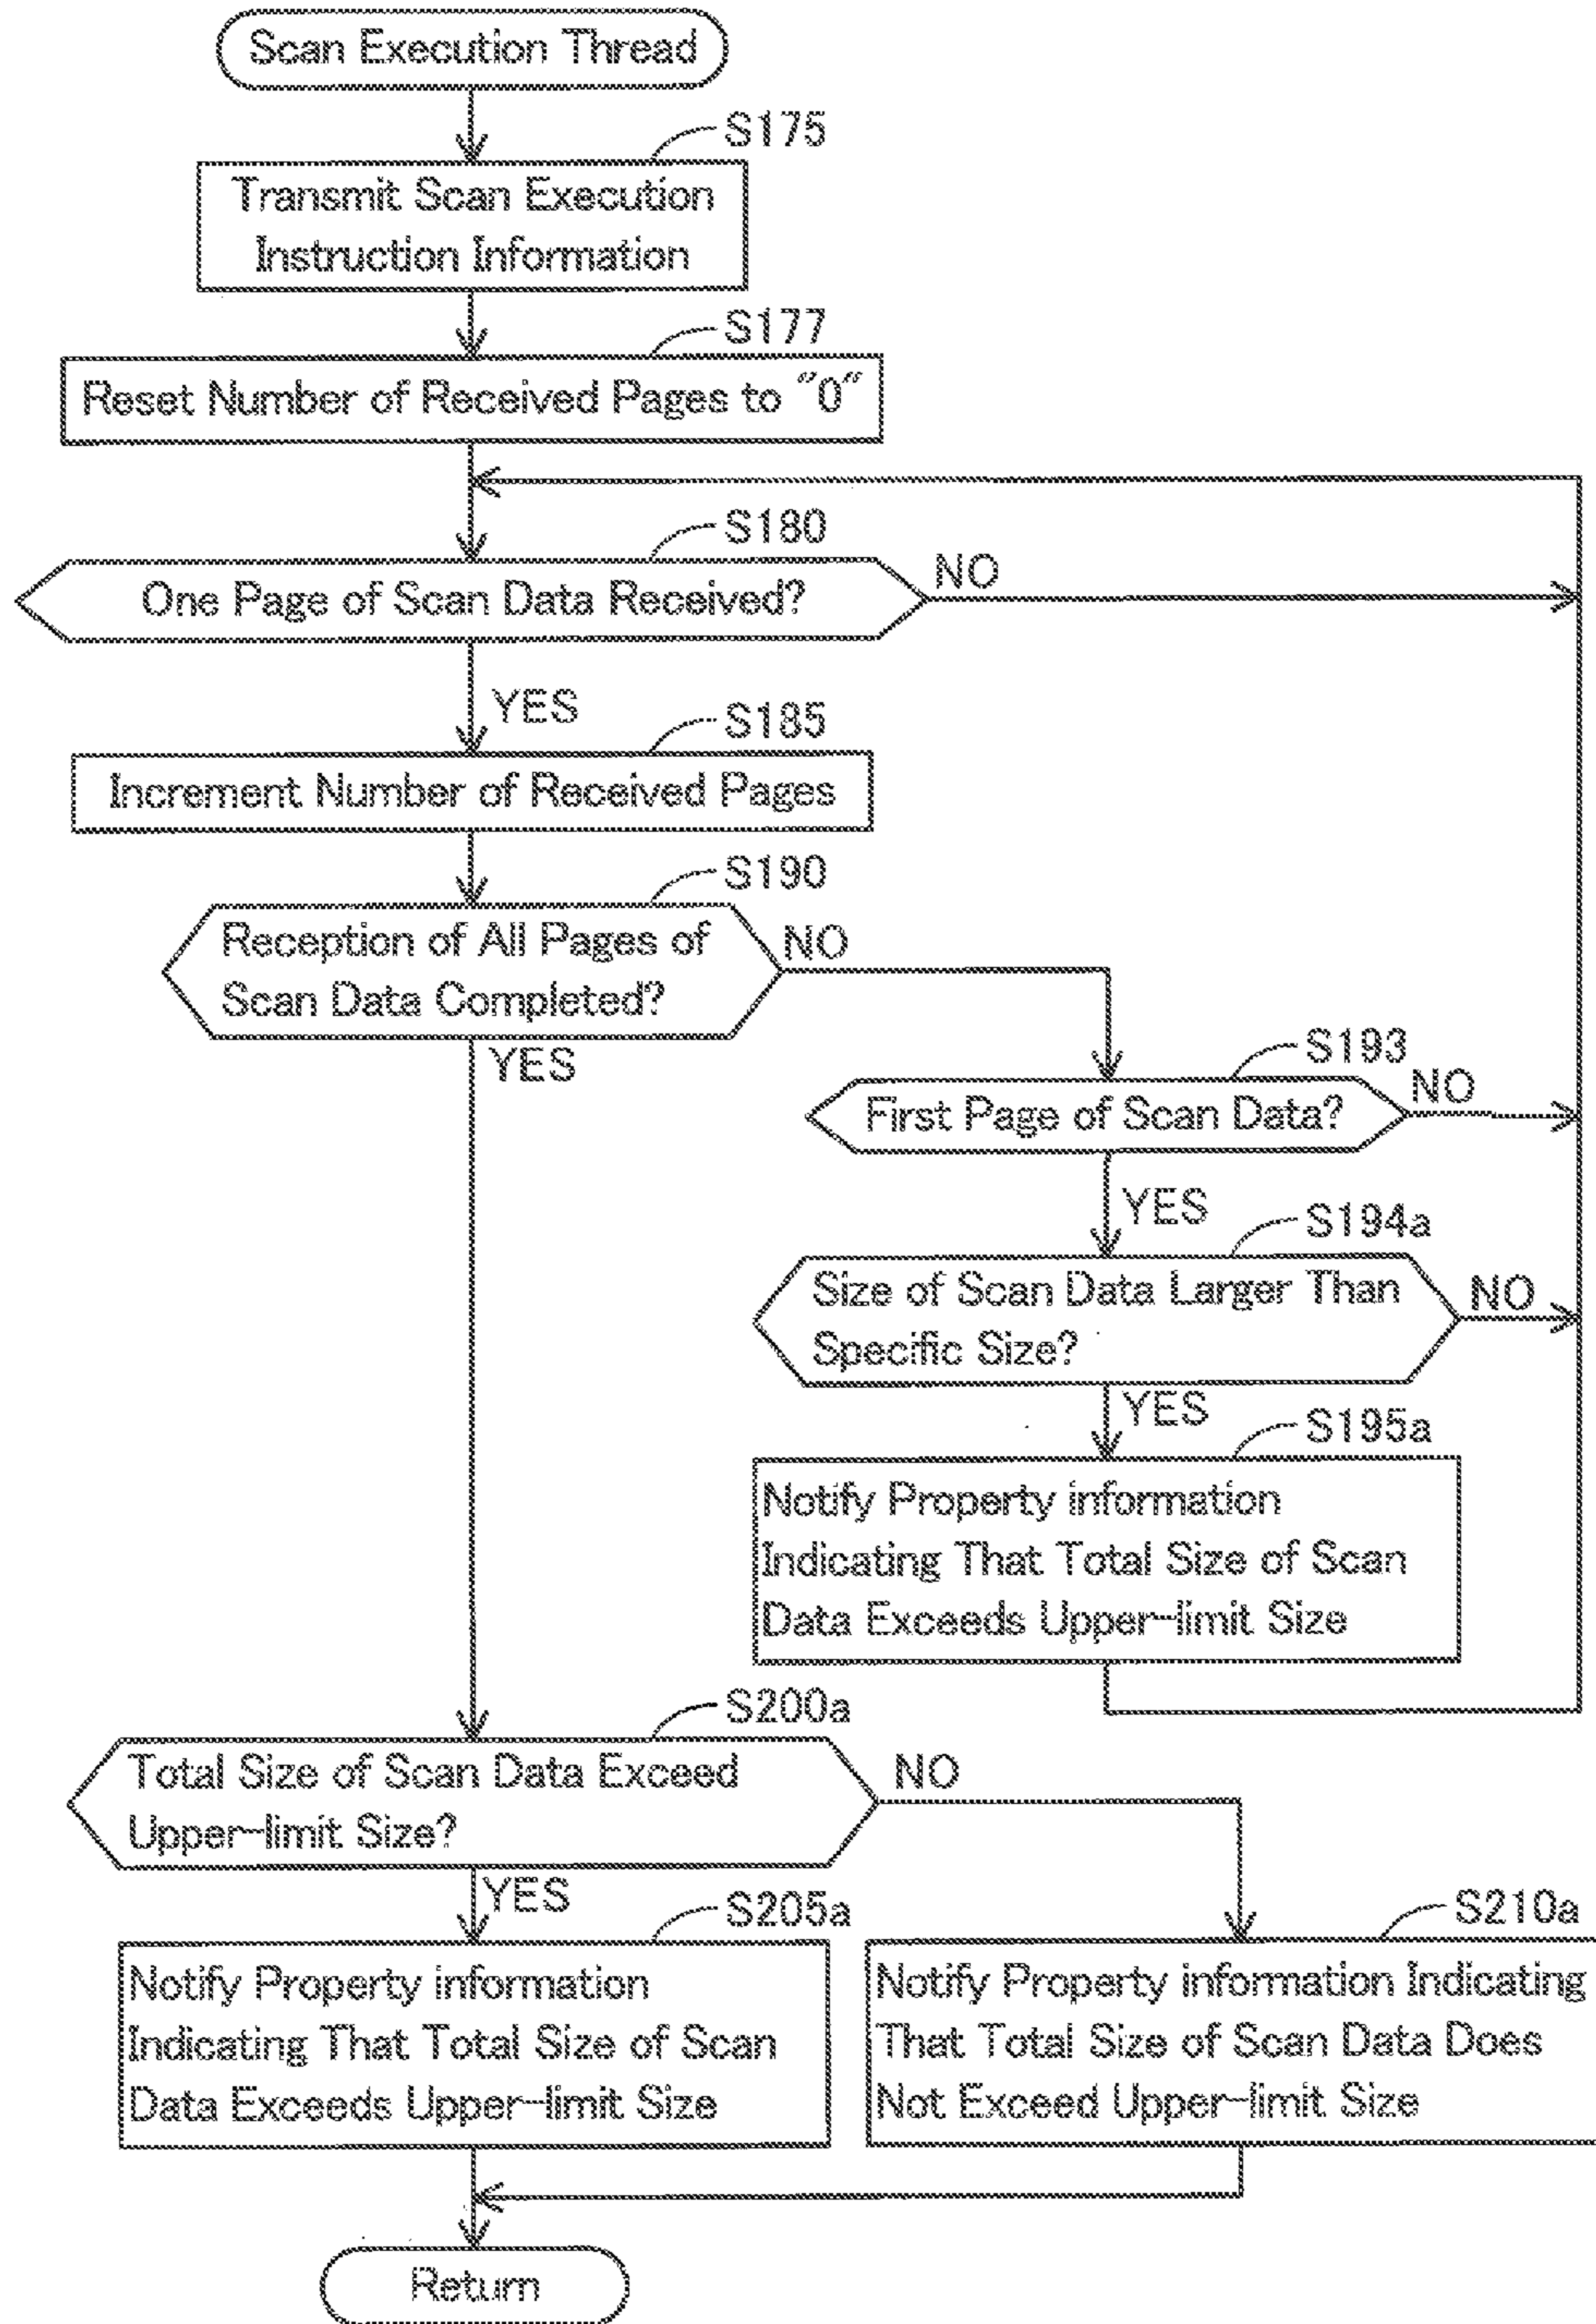 Scan Execution Thread
S175
Transmit Scan Execution
Instruction Information
S177
Reset Number of Received Pages to "0"
S180
One Page of Scan Data Received?
NO
YES
S185
Increment Number of Received Pages
S190
Reception of All Pages of
Scan Data Completed?
NO
YES
S193
First Page of Scan Data?
NO
YES
S194a
Size of Scan Data Larger Than
Specific Size?
NO
YES
S195a
Notify Property information
Indicating That Total Size of Scan
Data Exceeds Upper-limit Size
S200a
Total Size of Scan Data Exceed
Upper-limit Size?
NO
YES
S205a
Notify Property information
Indicating That Total Size of Scan
Data Exceeds Upper-limit Size
S210a
Notify Property information Indicating
That Total Size of Scan Data Does
Not Exceed Upper-limit Size
Return